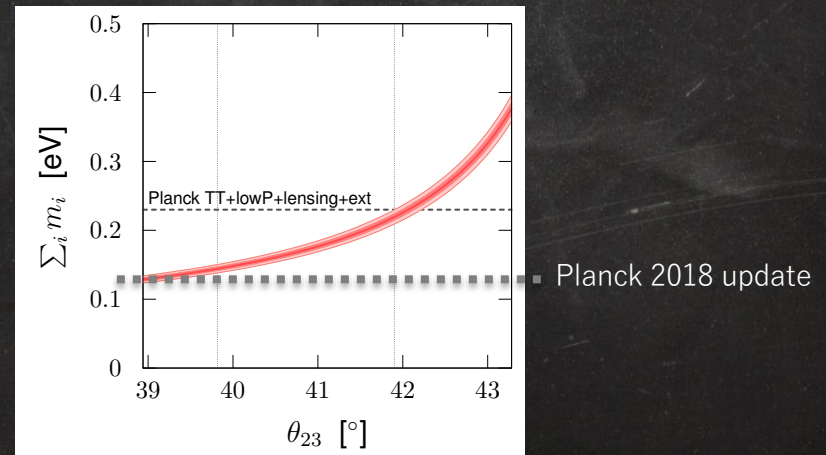 0.5
0.4
0.3
0.2
0.1
0
∑ᵢ mᵢ [eV]
Planck TT+lowP+lensing+ext
Planck 2018 update
39 40 41 42 43
θ₂₃ [°]